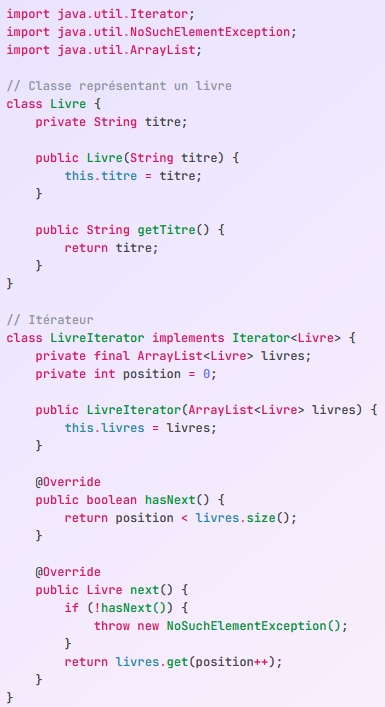 import java.util.Iterator;
import java.util.NoSuchElementException;
import java.util.ArrayList;

// Classe représentant un livre
class Livre {
    private String titre;

    public Livre(String titre) {
        this.titre = titre;
    }

    public String getTitre() {
        return titre;
    }
}

// Itérateur
class LivreIterator implements Iterator<Livre> {
    private final ArrayList<Livre> livres;
    private int position = 0;

    public LivreIterator(ArrayList<Livre> livres) {
        this.livres = livres;
    }

    @Override
    public boolean hasNext() {
        return position < livres.size();
    }

    @Override
    public Livre next() {
        if (!hasNext()) {
            throw new NoSuchElementException();
        }
        return livres.get(position++);
    }
}